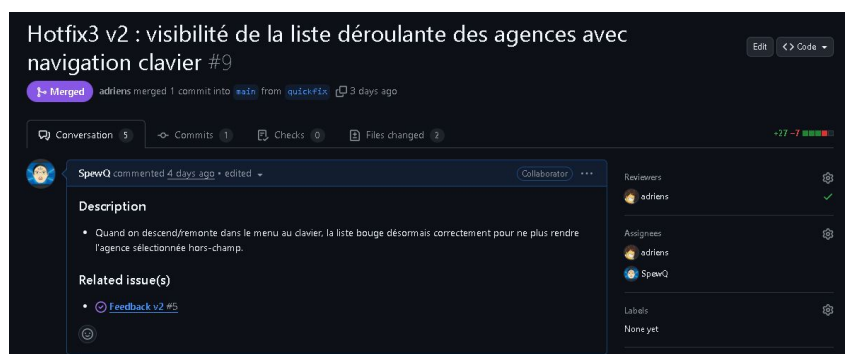 Hotfix3 v2 : visibilité de la liste déroulante des agences avec
navigation clavier #9
Edit
<> Code
Merged
adriens merged 1 commit into main from quickfix 3 days ago
Conversation 5
Commits 1
Checks 0
Files changed 2
+27 −7
SpewQ commented 4 days ago • edited
Collaborator
...
Description
• Quand on descend/remonte dans le menu au clavier, la liste bouge désormais correctement pour ne plus rendre
l'agence sélectionnée hors-champ.
Related issue(s)
• Feedback v2 #5
Reviewers
adriens
Assignees
adriens
SpewQ
Labels
None yet